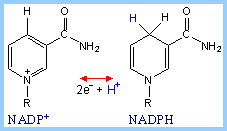 H O H H O
C C
NH₂ NH₂
N⁺ N
2e⁻ + H⁺
R R
NADP⁺ NADPH